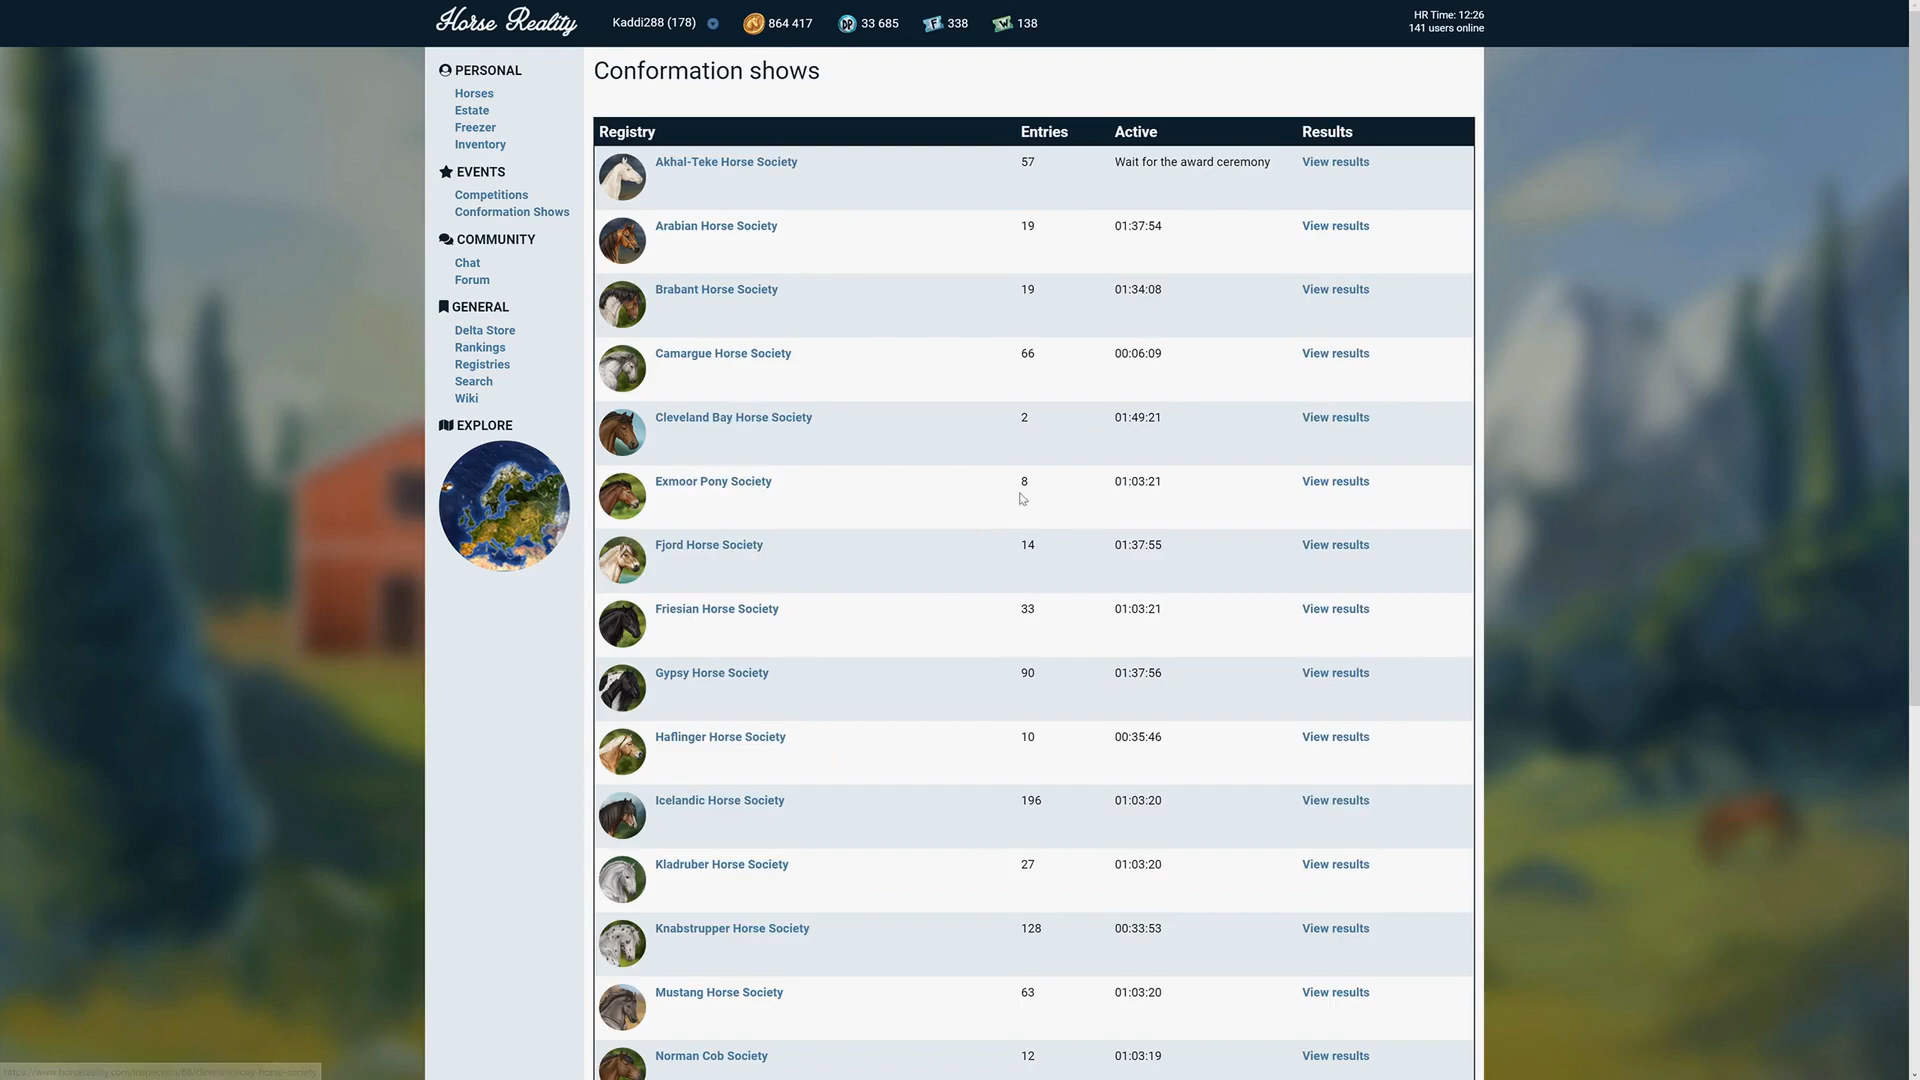 Horse Reality
Kaddi288 (178) 864 417 33 685 338 138
HR Time: 12:26
141 users online
PERSONAL
Horses
Estate
Freezer
Inventory
EVENTS
Competitions
Conformation Shows
COMMUNITY
Chat
Forum
GENERAL
Delta Store
Rankings
Registries
Search
Wiki
EXPLORE
Conformation shows
Registry Entries Active Results
Akhal-Teke Horse Society 57 Wait for the award ceremony View results
Arabian Horse Society 19 01:37:54 View results
Brabant Horse Society 19 01:34:08 View results
Camargue Horse Society 66 00:06:09 View results
Cleveland Bay Horse Society 2 01:49:21 View results
Exmoor Pony Society 8 01:03:21 View results
Fjord Horse Society 14 01:37:55 View results
Friesian Horse Society 33 01:03:21 View results
Gypsy Horse Society 90 01:37:56 View results
Haflinger Horse Society 10 00:35:46 View results
Icelandic Horse Society 196 01:03:20 View results
Kladruber Horse Society 27 01:03:20 View results
Knabstrupper Horse Society 128 00:33:53 View results
Mustang Horse Society 63 01:03:20 View results
Norman Cob Society 12 01:03:19 View results